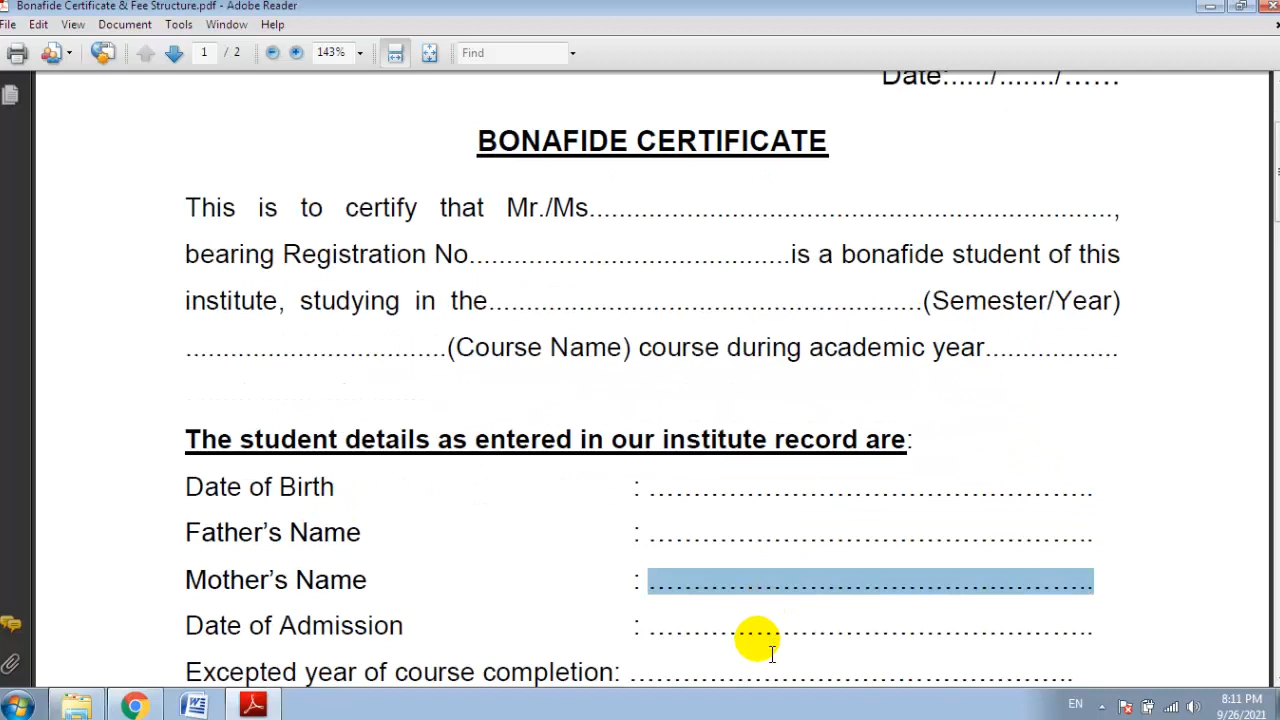 Bonafide Certificate & Fee Structure.pdf - Adobe Reader
File Edit View Document Tools Window Help
1 / 2 143% Find
Date:...../......./……
BONAFIDE CERTIFICATE
This is to certify that Mr./Ms......................................................................,
bearing Registration No...........................................is a bonafide student of this
institute, studying in the..........................................................(Semester/Year)
...................................(Course Name) course during academic year..................
The student details as entered in our institute record are:
Date of Birth : …………………………………………..
Father’s Name : …………………………………………..
Mother’s Name : …………………………………………..
Date of Admission : …………………………………………..
Excepted year of course completion: …………………………………………..
EN 8:11 PM
9/26/2021